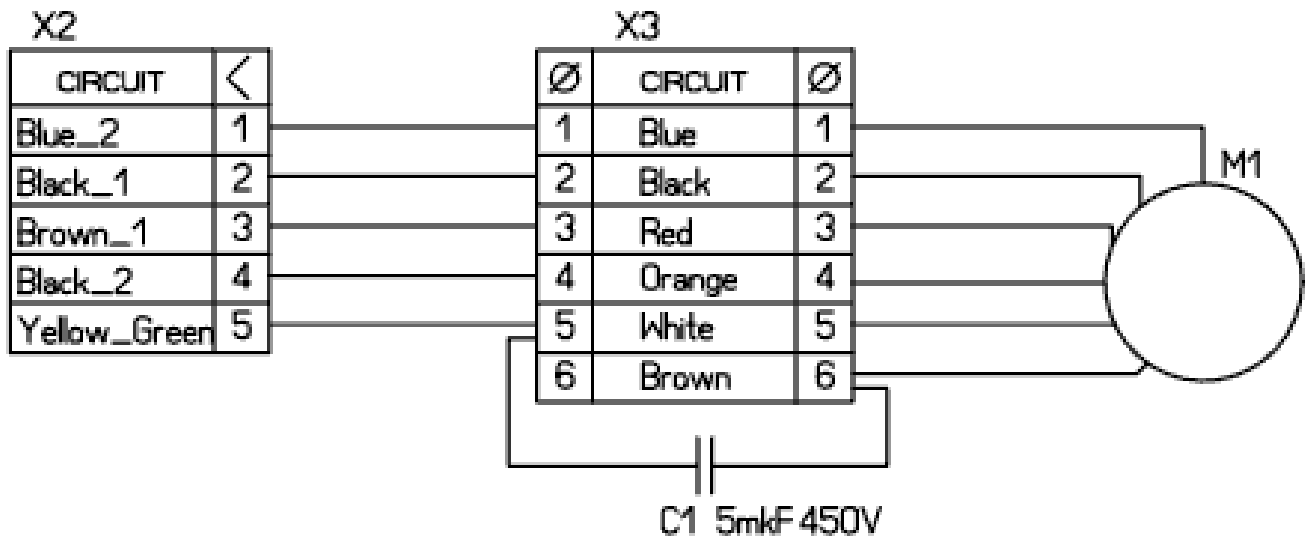 X2 X3
CIRCUIT < Ø CIRCUIT Ø
Blue_2 1 1 Blue 1
M1
Black_1 2 2 Black 2
Brown_1 3 3 Red 3
Black_2 4 4 Orange 4
Yellow_Green 5 5 White 5
6 Brown 6
C1 5mkF 450V